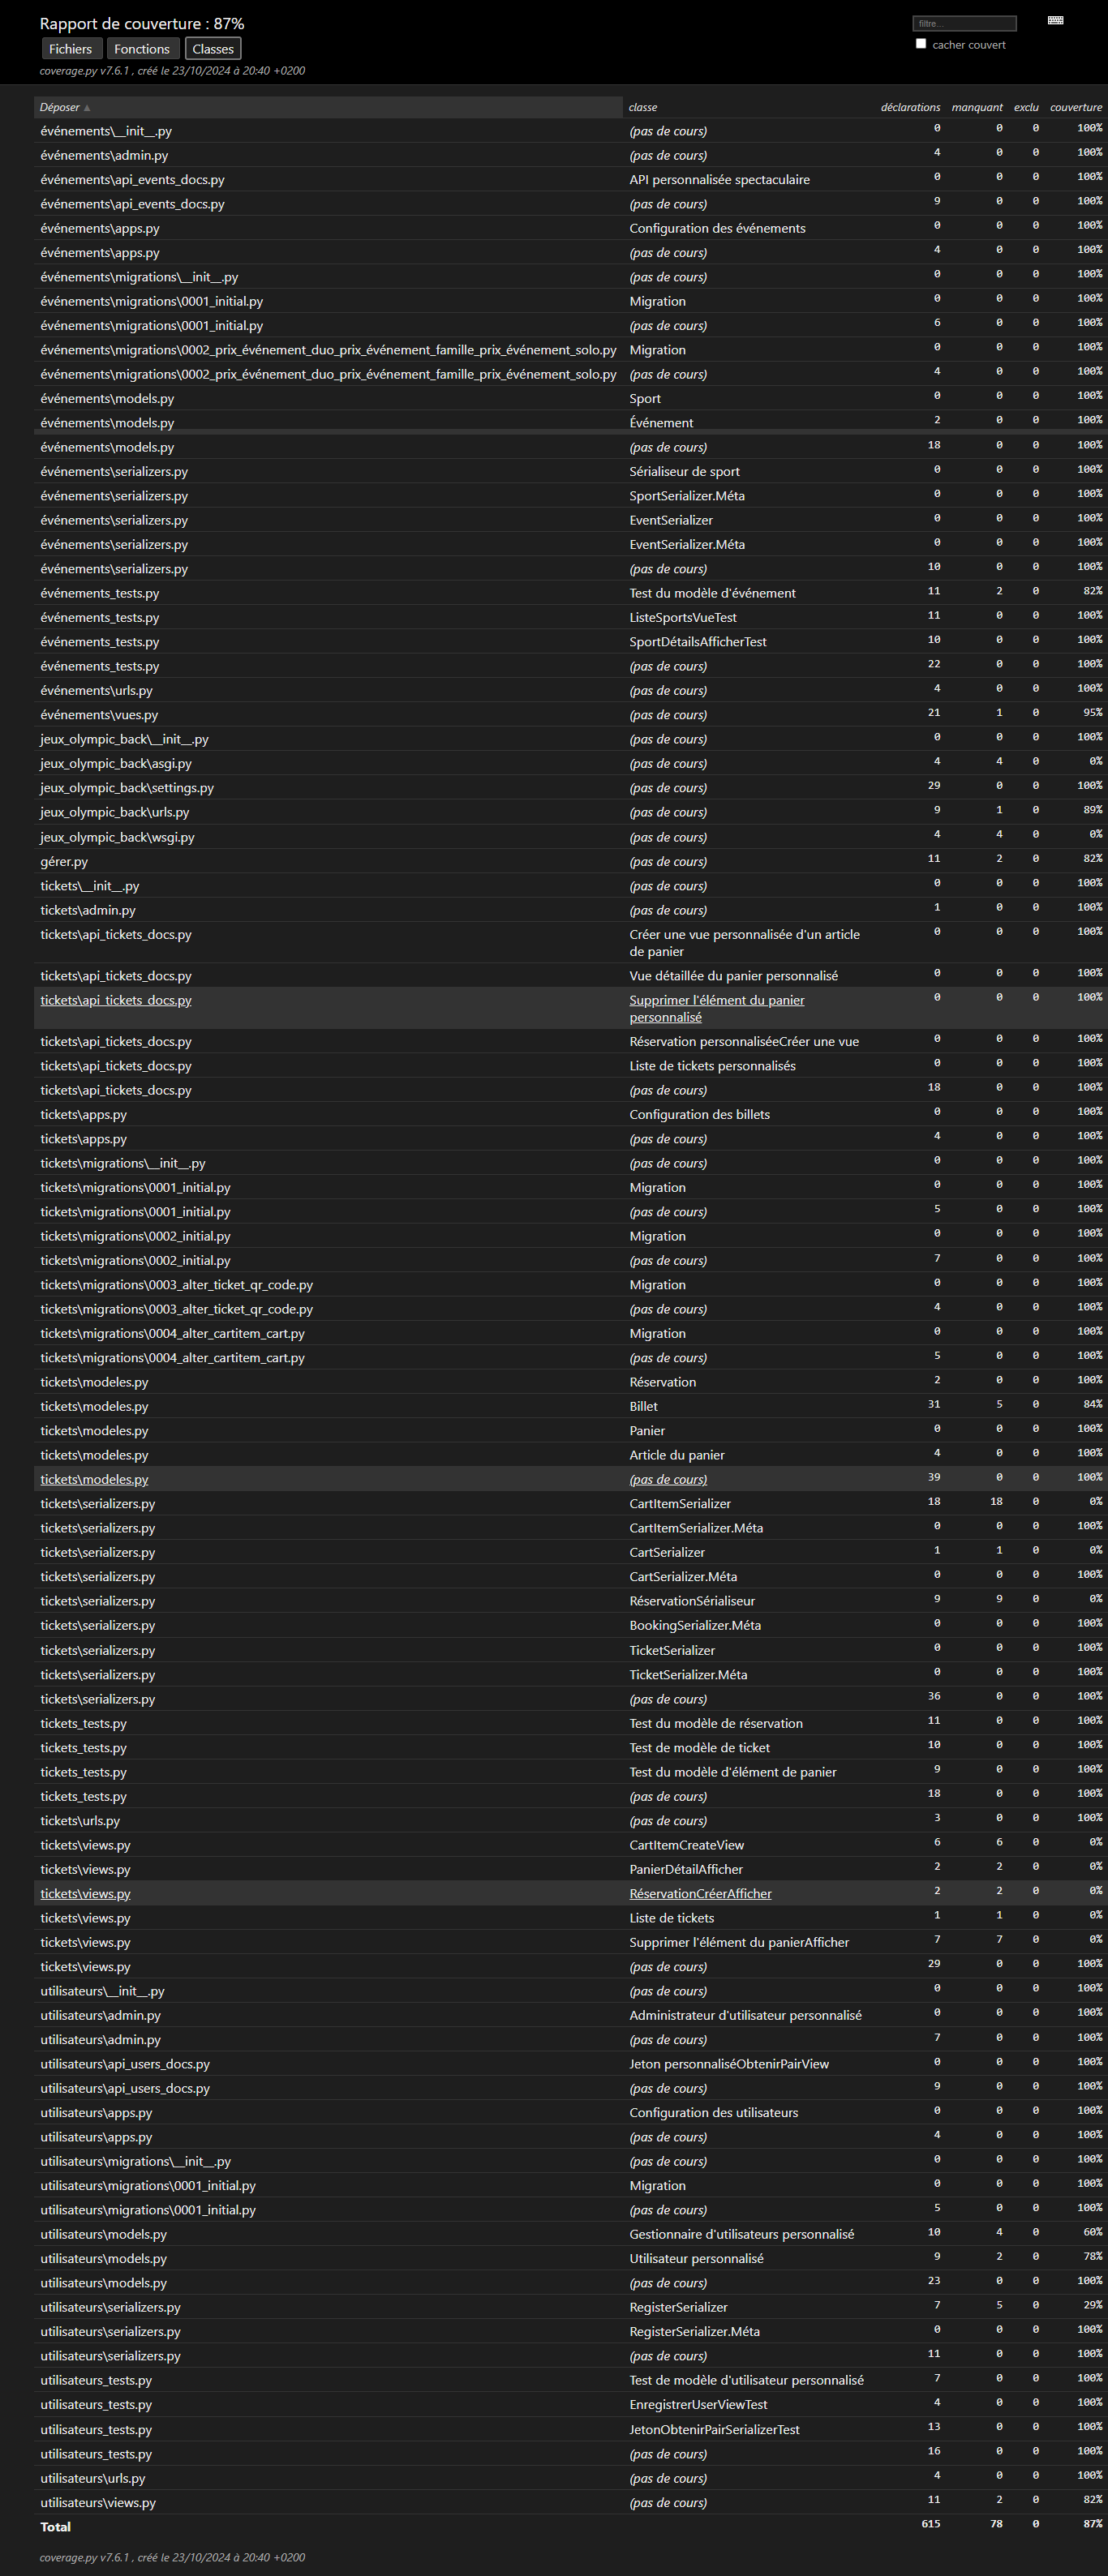 Rapport de couverture : 87%
filtre...
Fichiers Fonctions Classes
cacher couvert
coverage.py v7.6.1 , créé le 23/10/2024 à 20:40 +0200
Déposer ▲ classe déclarations manquant exclu couverture
événements\__init__.py (pas de cours) 0 0 0 100%
événements\admin.py (pas de cours) 4 0 0 100%
événements\api_events_docs.py API personnalisée spectaculaire 0 0 0 100%
événements\api_events_docs.py (pas de cours) 9 0 0 100%
événements\apps.py Configuration des événements 0 0 0 100%
événements\apps.py (pas de cours) 4 0 0 100%
événements\migrations\__init__.py (pas de cours) 0 0 0 100%
événements\migrations\0001_initial.py Migration 0 0 0 100%
événements\migrations\0001_initial.py (pas de cours) 6 0 0 100%
événements\migrations\0002_prix_événement_duo_prix_événement_famille_prix_événement_solo.py Migration 0 0 0 100%
événements\migrations\0002_prix_événement_duo_prix_événement_famille_prix_événement_solo.py (pas de cours) 4 0 0 100%
événements\models.py Sport 0 0 0 100%
événements\models.py Événement 2 0 0 100%
événements\models.py (pas de cours) 18 0 0 100%
événements\serializers.py Sérialiseur de sport 0 0 0 100%
événements\serializers.py SportSerializer.Méta 0 0 0 100%
événements\serializers.py EventSerializer 0 0 0 100%
événements\serializers.py EventSerializer.Méta 0 0 0 100%
événements\serializers.py (pas de cours) 10 0 0 100%
événements_tests.py Test du modèle d'événement 11 2 0 82%
événements_tests.py ListeSportsVueTest 11 0 0 100%
événements_tests.py SportDétailsAfficherTest 10 0 0 100%
événements_tests.py (pas de cours) 22 0 0 100%
événements\urls.py (pas de cours) 4 0 0 100%
événements\vues.py (pas de cours) 21 1 0 95%
jeux_olympic_back\__init__.py (pas de cours) 0 0 0 100%
jeux_olympic_back\asgi.py (pas de cours) 4 4 0 0%
jeux_olympic_back\settings.py (pas de cours) 29 0 0 100%
jeux_olympic_back\urls.py (pas de cours) 9 1 0 89%
jeux_olympic_back\wsgi.py (pas de cours) 4 4 0 0%
gérer.py (pas de cours) 11 2 0 82%
tickets\__init__.py (pas de cours) 0 0 0 100%
tickets\admin.py (pas de cours) 1 0 0 100%
tickets\api_tickets_docs.py Créer une vue personnalisée d'un article 0 0 0 100%
de panier
tickets\api_tickets_docs.py Vue détaillée du panier personnalisé 0 0 0 100%
tickets\api_tickets_docs.py Supprimer l'élément du panier 0 0 0 100%
personnalisé
tickets\api_tickets_docs.py Réservation personnaliséeCréer une vue 0 0 0 100%
tickets\api_tickets_docs.py Liste de tickets personnalisés 0 0 0 100%
tickets\api_tickets_docs.py (pas de cours) 18 0 0 100%
tickets\apps.py Configuration des billets 0 0 0 100%
tickets\apps.py (pas de cours) 4 0 0 100%
tickets\migrations\__init__.py (pas de cours) 0 0 0 100%
tickets\migrations\0001_initial.py Migration 0 0 0 100%
tickets\migrations\0001_initial.py (pas de cours) 5 0 0 100%
tickets\migrations\0002_initial.py Migration 0 0 0 100%
tickets\migrations\0002_initial.py (pas de cours) 7 0 0 100%
tickets\migrations\0003_alter_ticket_qr_code.py Migration 0 0 0 100%
tickets\migrations\0003_alter_ticket_qr_code.py (pas de cours) 4 0 0 100%
tickets\migrations\0004_alter_cartitem_cart.py Migration 0 0 0 100%
tickets\migrations\0004_alter_cartitem_cart.py (pas de cours) 5 0 0 100%
tickets\modeles.py Réservation 2 0 0 100%
tickets\modeles.py Billet 31 5 0 84%
tickets\modeles.py Panier 0 0 0 100%
tickets\modeles.py Article du panier 4 0 0 100%
tickets\modeles.py (pas de cours) 39 0 0 100%
tickets\serializers.py CartItemSerializer 18 18 0 0%
tickets\serializers.py CartItemSerializer.Méta 0 0 0 100%
tickets\serializers.py CartSerializer 1 1 0 0%
tickets\serializers.py CartSerializer.Méta 0 0 0 100%
tickets\serializers.py RéservationSérialiseur 9 9 0 0%
tickets\serializers.py BookingSerializer.Méta 0 0 0 100%
tickets\serializers.py TicketSerializer 0 0 0 100%
tickets\serializers.py TicketSerializer.Méta 0 0 0 100%
tickets\serializers.py (pas de cours) 36 0 0 100%
tickets_tests.py Test du modèle de réservation 11 0 0 100%
tickets_tests.py Test de modèle de ticket 10 0 0 100%
tickets_tests.py Test du modèle d'élément de panier 9 0 0 100%
tickets_tests.py (pas de cours) 18 0 0 100%
tickets\urls.py (pas de cours) 3 0 0 100%
tickets\views.py CartItemCreateView 6 6 0 0%
tickets\views.py PanierDétailAfficher 2 2 0 0%
tickets\views.py RéservationCréerAfficher 2 2 0 0%
tickets\views.py Liste de tickets 1 1 0 0%
tickets\views.py Supprimer l'élément du panierAfficher 7 7 0 0%
tickets\views.py (pas de cours) 29 0 0 100%
utilisateurs\__init__.py (pas de cours) 0 0 0 100%
utilisateurs\admin.py Administrateur d'utilisateur personnalisé 0 0 0 100%
utilisateurs\admin.py (pas de cours) 7 0 0 100%
utilisateurs\api_users_docs.py Jeton personnaliséObtenirPairView 0 0 0 100%
utilisateurs\api_users_docs.py (pas de cours) 9 0 0 100%
utilisateurs\apps.py Configuration des utilisateurs 0 0 0 100%
utilisateurs\apps.py (pas de cours) 4 0 0 100%
utilisateurs\migrations\__init__.py (pas de cours) 0 0 0 100%
utilisateurs\migrations\0001_initial.py Migration 0 0 0 100%
utilisateurs\migrations\0001_initial.py (pas de cours) 5 0 0 100%
utilisateurs\models.py Gestionnaire d'utilisateurs personnalisé 10 4 0 60%
utilisateurs\models.py Utilisateur personnalisé 9 2 0 78%
utilisateurs\models.py (pas de cours) 23 0 0 100%
utilisateurs\serializers.py RegisterSerializer 7 5 0 29%
utilisateurs\serializers.py RegisterSerializer.Méta 0 0 0 100%
utilisateurs\serializers.py (pas de cours) 11 0 0 100%
utilisateurs_tests.py Test de modèle d'utilisateur personnalisé 7 0 0 100%
utilisateurs_tests.py EnregistrerUserViewTest 4 0 0 100%
utilisateurs_tests.py JetonObtenirPairSerializerTest 13 0 0 100%
utilisateurs_tests.py (pas de cours) 16 0 0 100%
utilisateurs\urls.py (pas de cours) 4 0 0 100%
utilisateurs\views.py (pas de cours) 11 2 0 82%
Total 615 78 0 87%
coverage.py v7.6.1 , créé le 23/10/2024 à 20:40 +0200